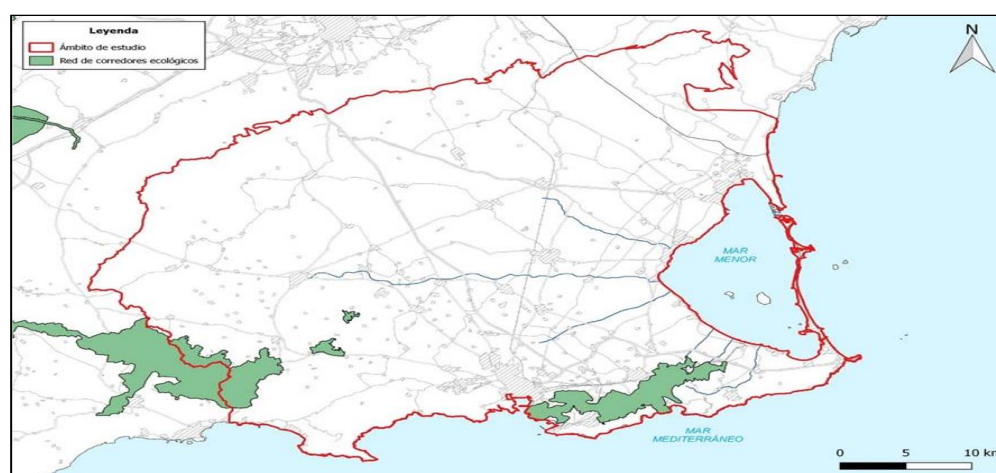 Leyenda
Ámbito de estudio
Red de corredores ecológicos
N
MAR
MENOR
MAR
MEDITERRÁNEO
0 5 10 km